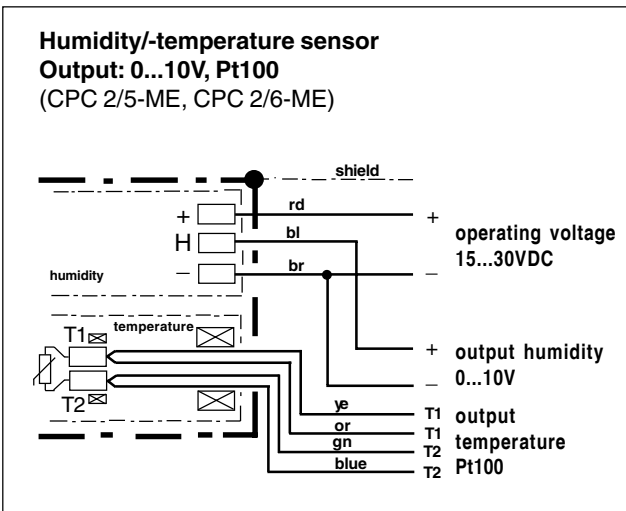 Humidity/-temperature sensor
Output: 0...10V, Pt100
(CPC 2/5-ME, CPC 2/6-ME)
shield
+ rd +
H bl
operating voltage
15...30VDC
– br –
humidity
T1 temperature
T2
+ output humidity
– 0...10V
ye T1 output
or T1
gn T2 temperature
blue T2 Pt100